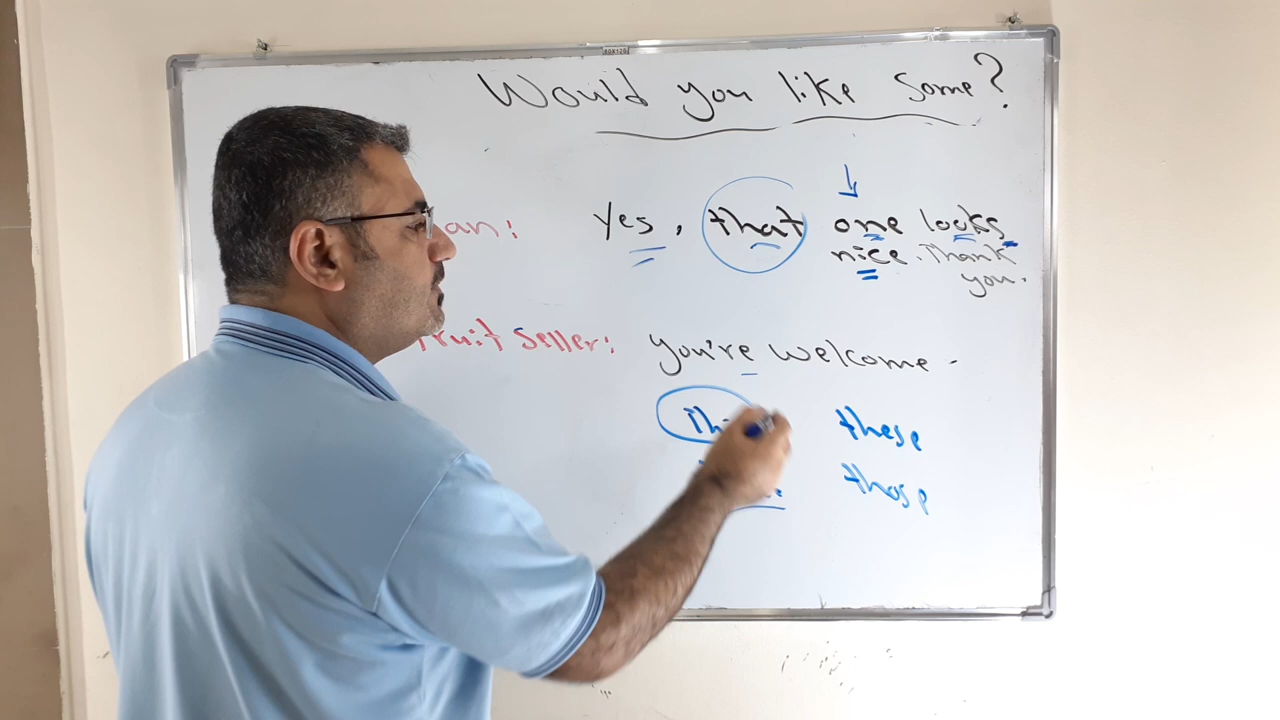 Would you like some?
an: yes, that one looks
nice. Thank
you.
fruit seller: you're welcome.
these
those